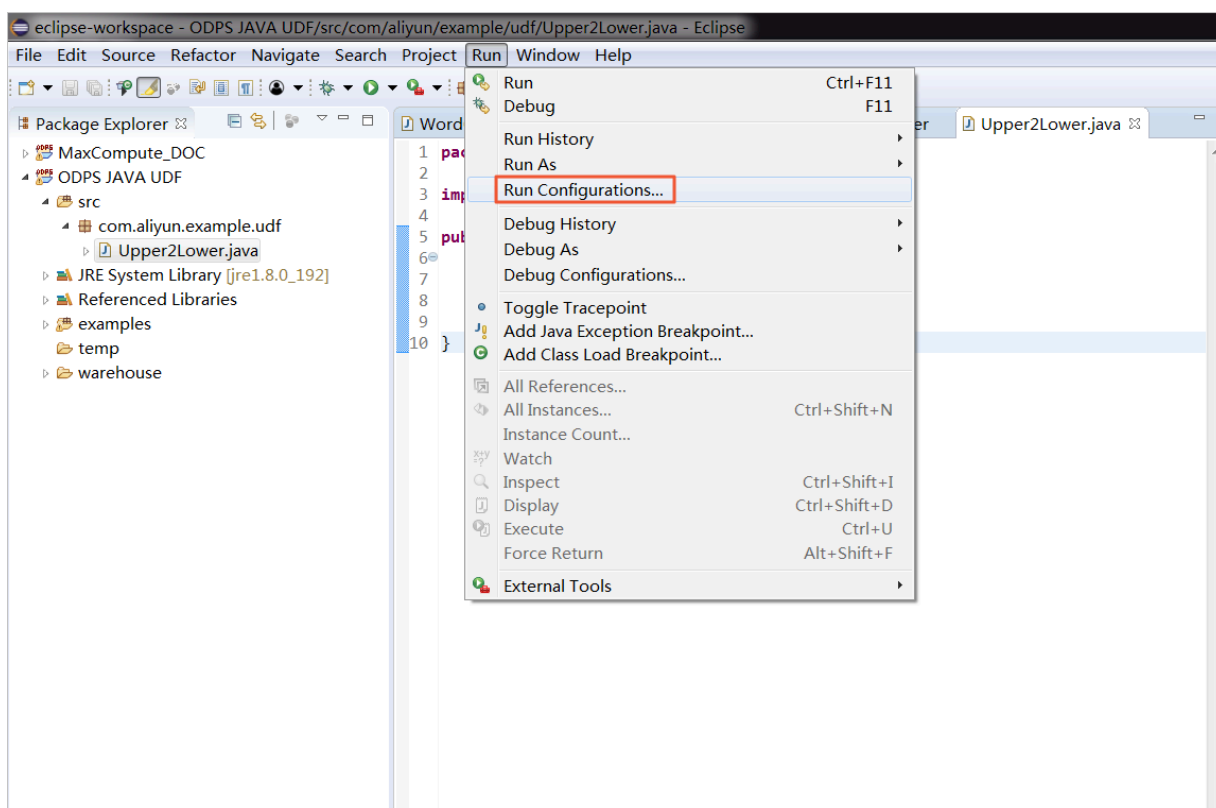 eclipse-workspace - ODPS JAVA UDF/src/com/aliyun/example/udf/Upper2Lower.java - Eclipse
File Edit Source Refactor Navigate Search Project Run Window Help
Run Ctrl+F11
Debug F11
Run History
Run As
Run Configurations...
Debug History
Debug As
Debug Configurations...
Toggle Tracepoint
Add Java Exception Breakpoint...
Add Class Load Breakpoint...
All References...
All Instances... Ctrl+Shift+N
Instance Count...
Watch
Inspect Ctrl+Shift+I
Display Ctrl+Shift+D
Execute Ctrl+U
Force Return Alt+Shift+F
External Tools
Package Explorer
MaxCompute_DOC
ODPS JAVA UDF
src
com.aliyun.example.udf
Upper2Lower.java
JRE System Library [jre1.8.0_192]
Referenced Libraries
examples
temp
warehouse
Word
er
Upper2Lower.java
1 pac
2
3 imp
4
5 pub
6
7
8
9
10 }